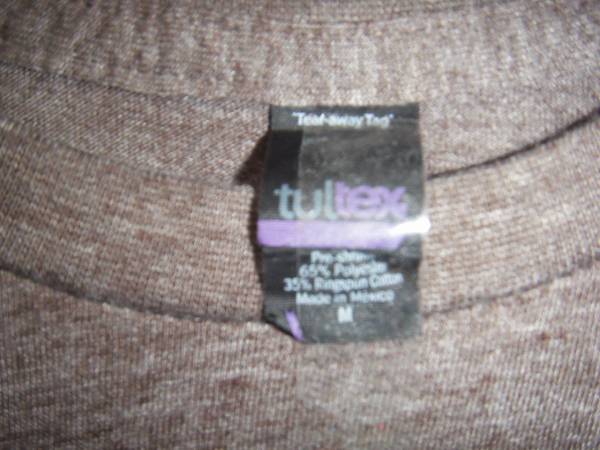 "Tear-away Tag"
tultex
Pre-shrunk
65% Polyester
35% Ringspun Cotton
Made in Mexico
M